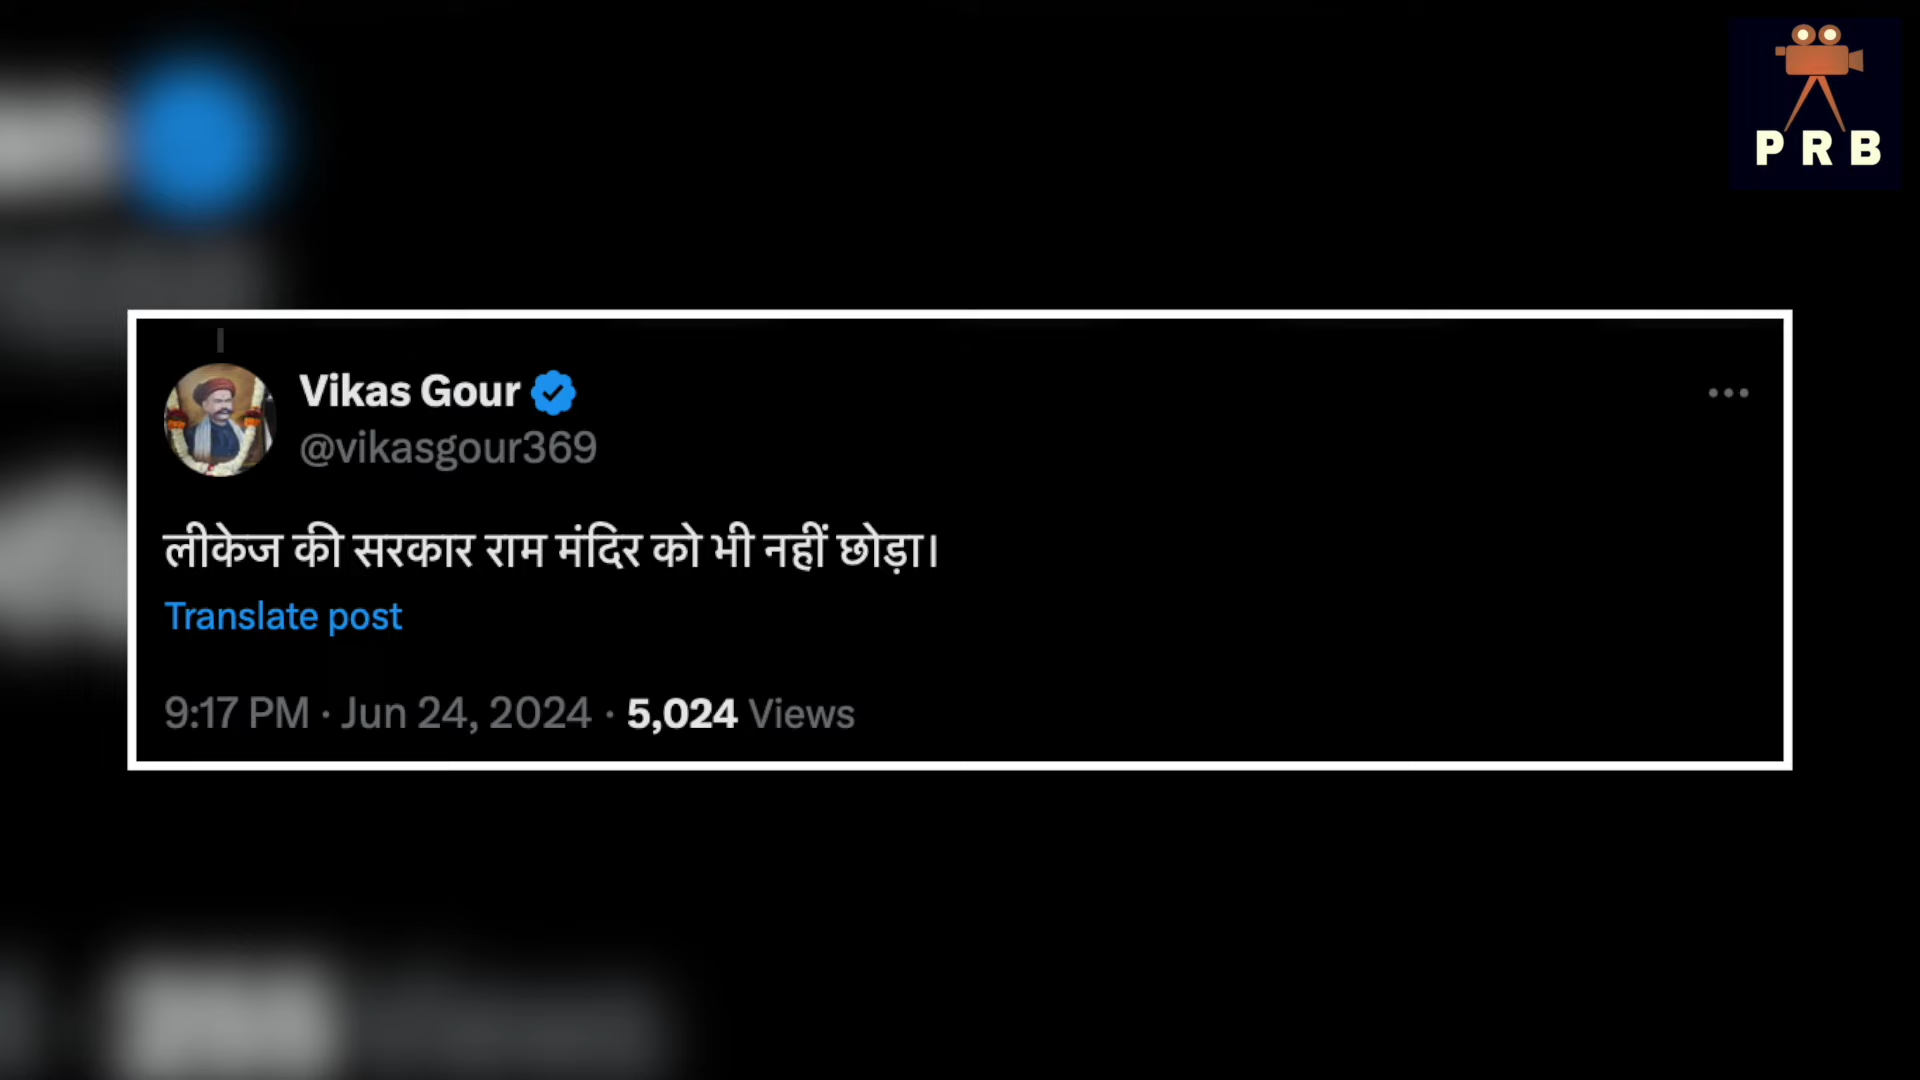 P R B
Vikas Gour
@vikasgour369
लीकेज की सरकार राम मंदिर को भी नहीं छोड़ा।
Translate post
9:17 PM · Jun 24, 2024 · 5,024 Views